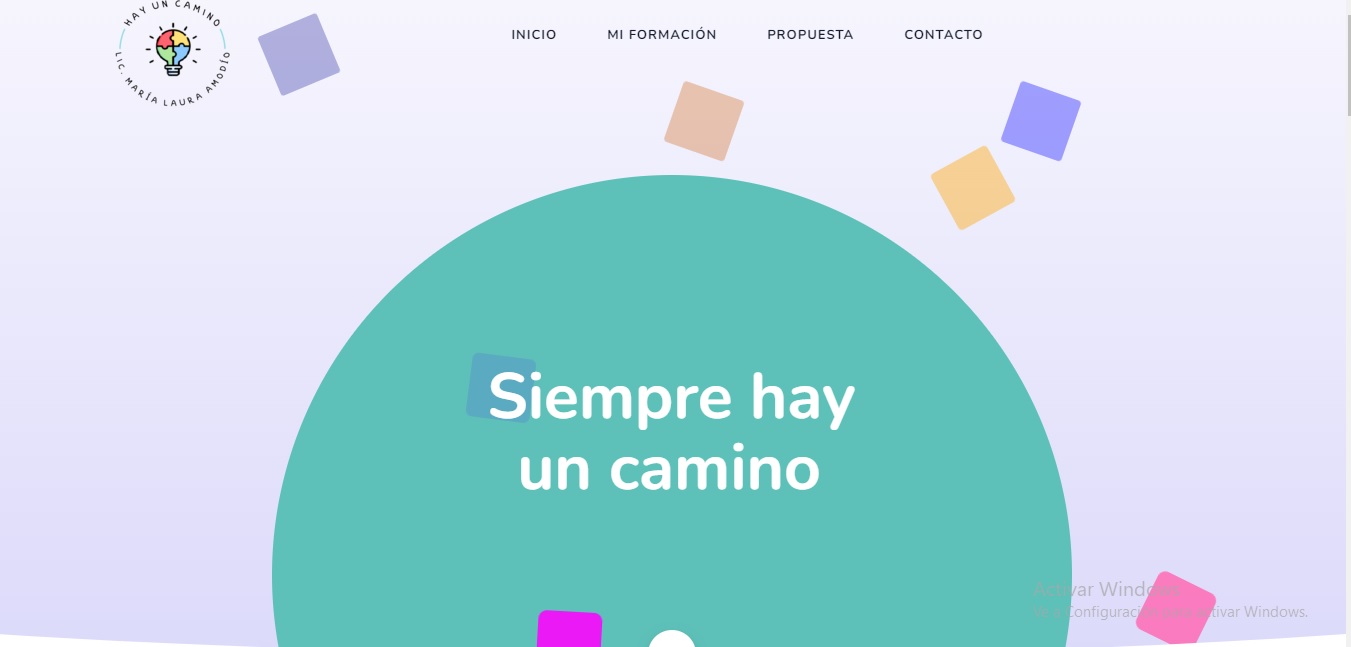 HAY UN CAMINO
LIC. MARÍA LAURA AMODÍO
INICIO
MI FORMACIÓN
PROPUESTA
CONTACTO
Siempre hay
un camino
Activar Windows
Ve a Configuración para activar Windows.